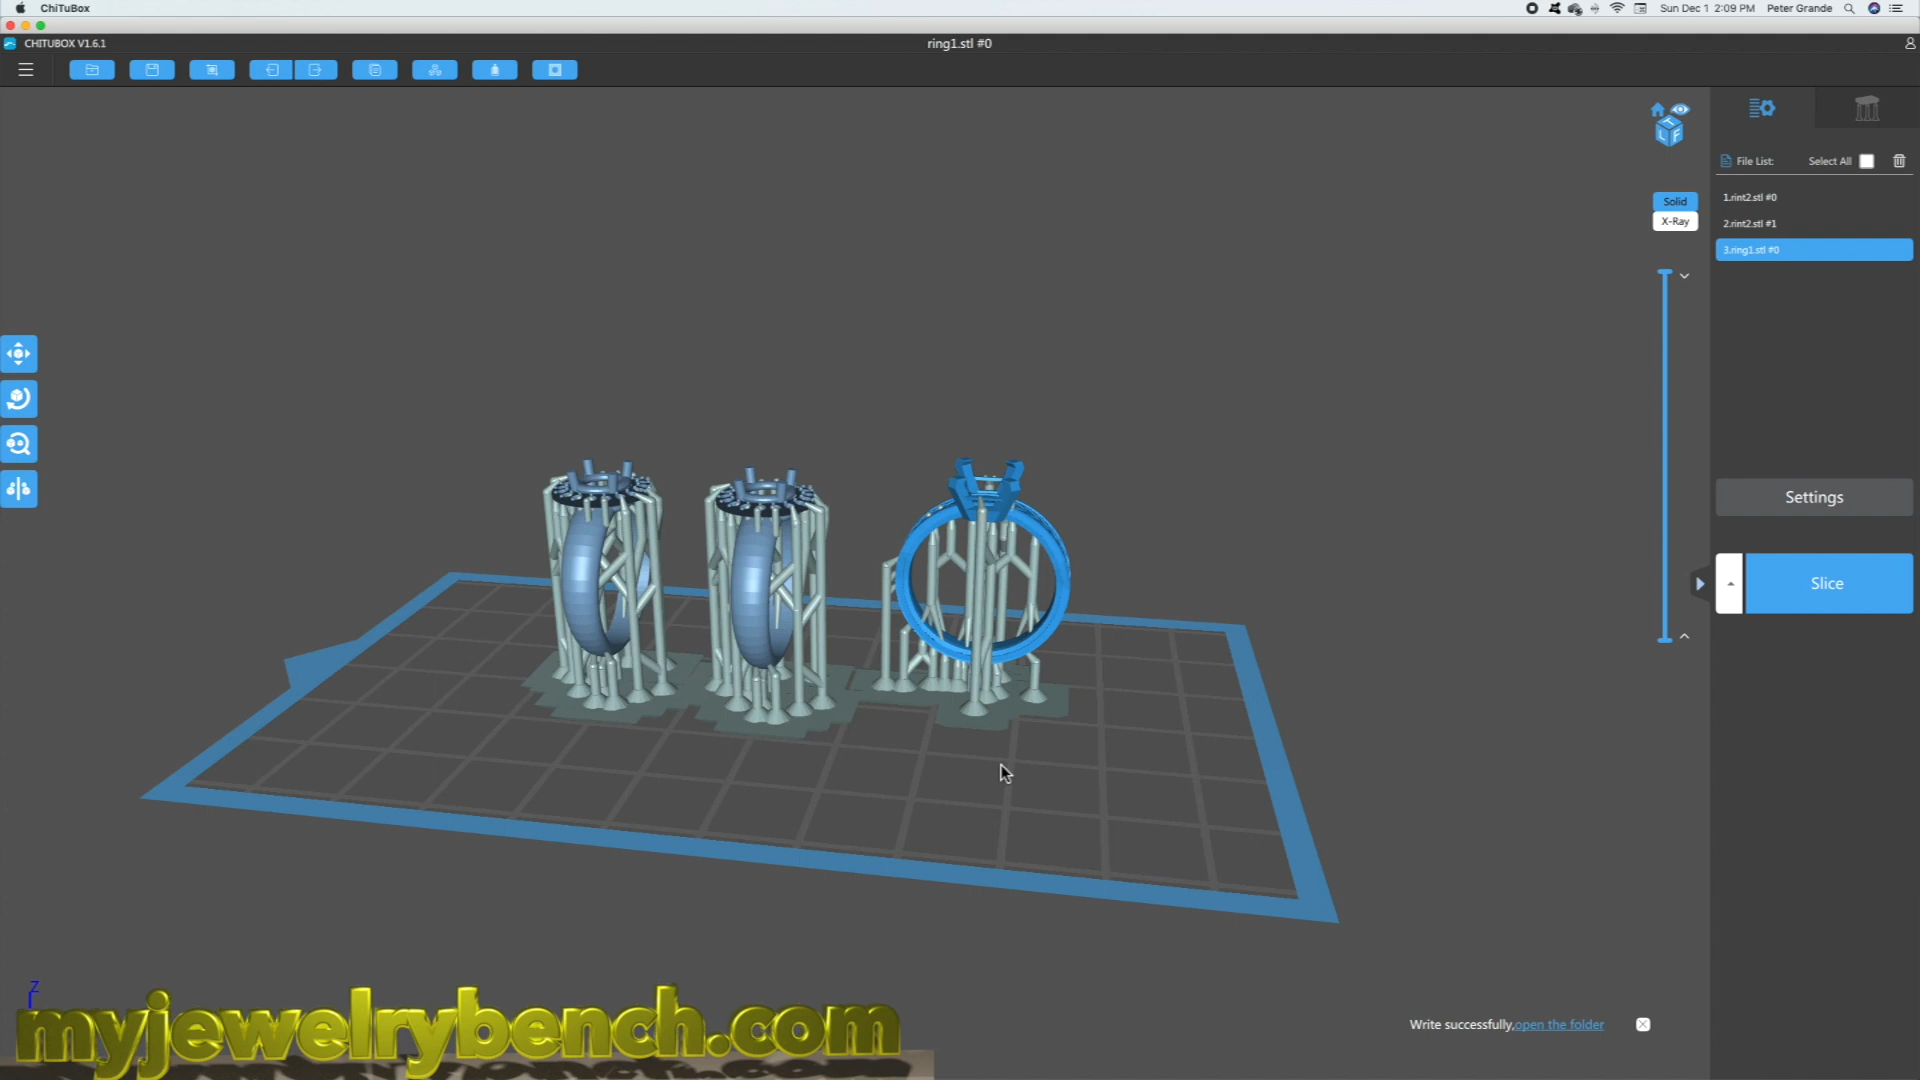 ChiTuBox
Sun Dec 1 2:09 PM Peter Grande
CHITUBOX V1.6.1
ring1.stl #0
File List: Select All
1.rint2.stl #0
2.rint2.stl #1
3.ring1.stl #0
T
L F
Solid
X-Ray
Settings
Slice
Z
myjewelrybench.com
Write successfully,open the folder